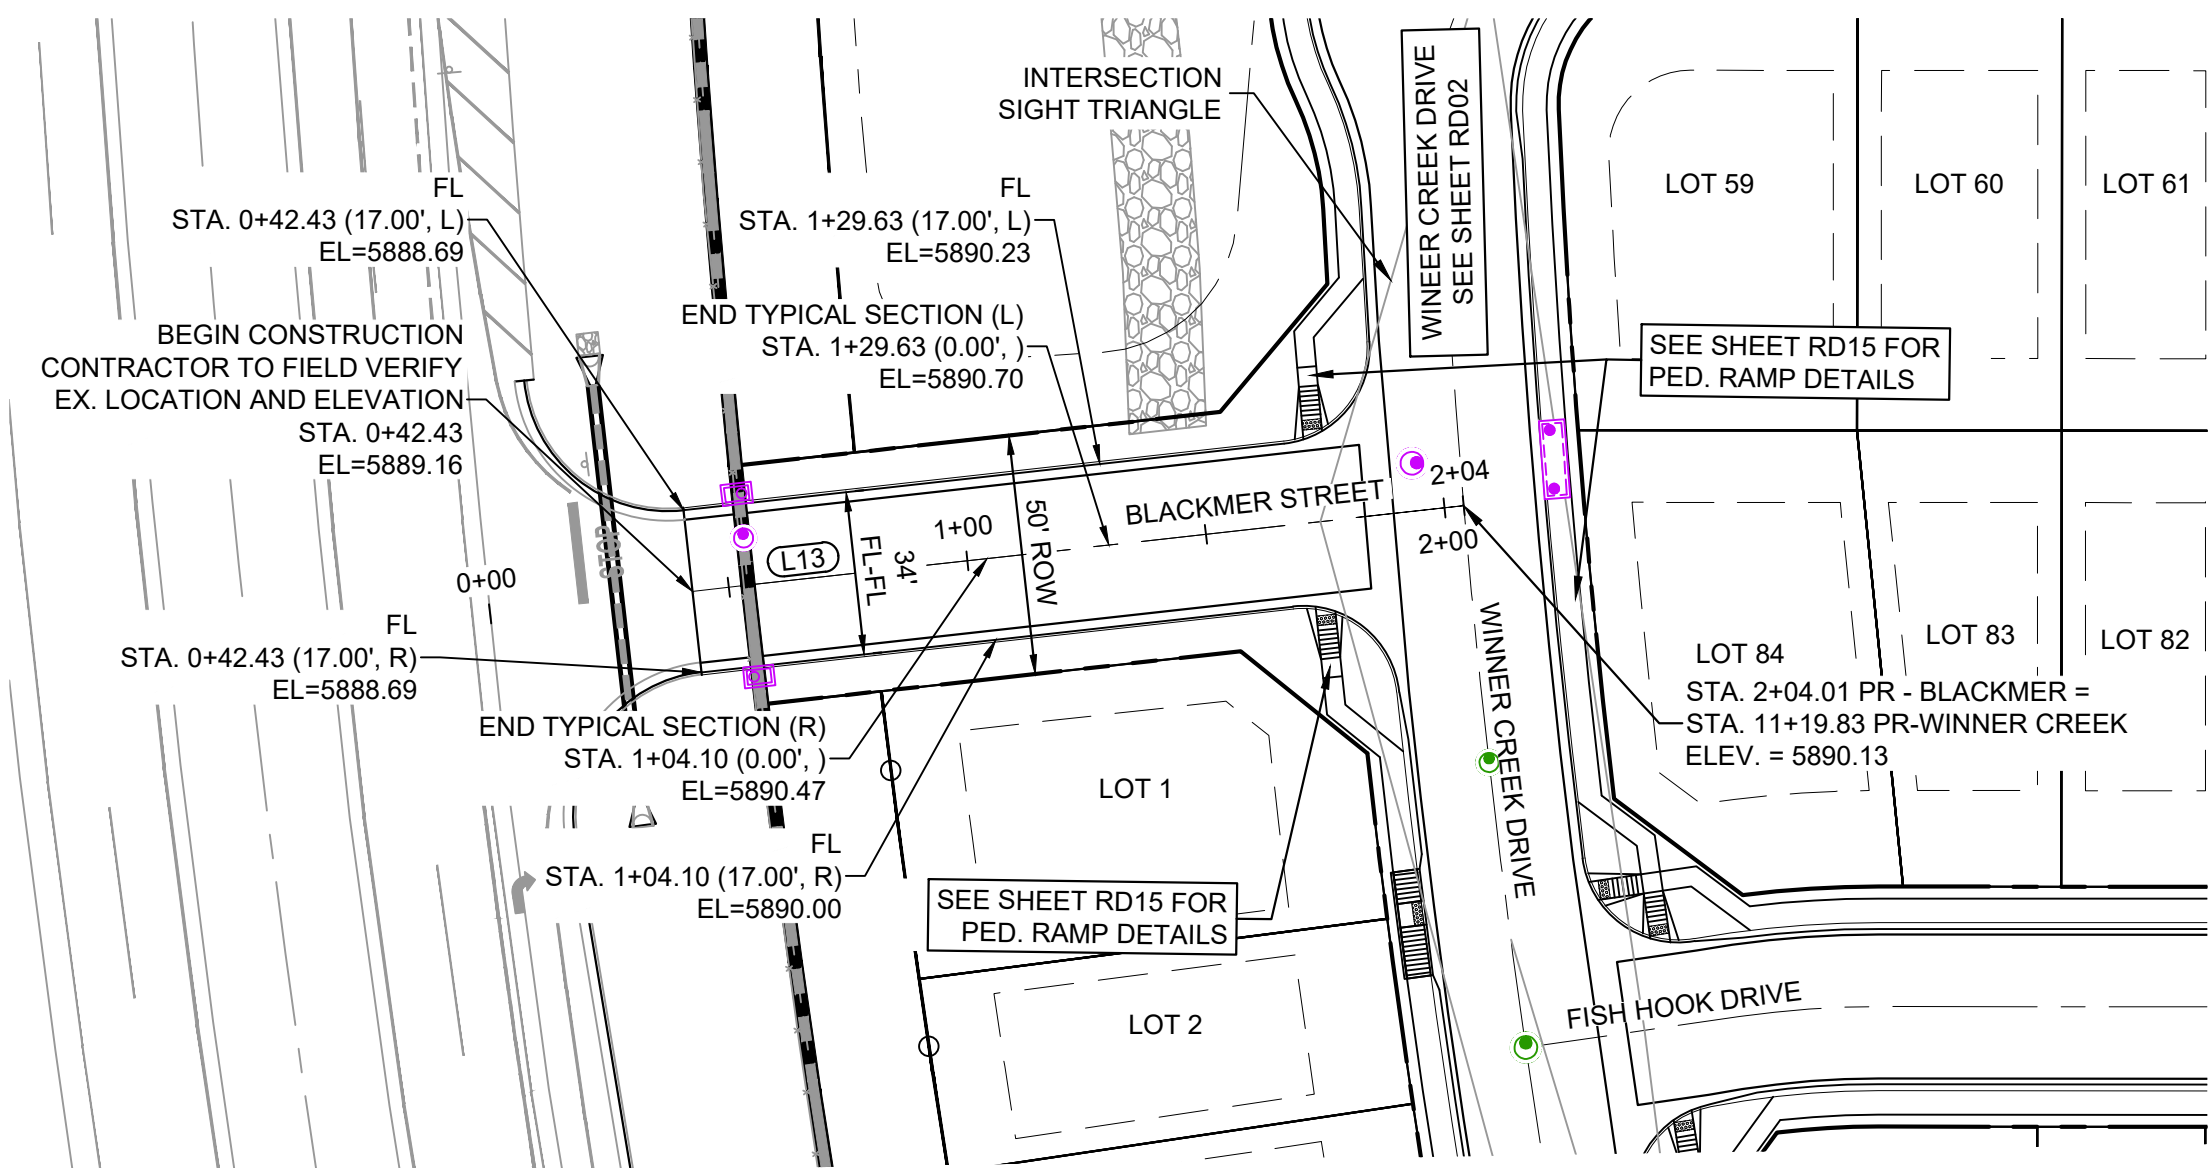 INTERSECTION
SIGHT TRIANGLE
WINEER CREEK DRIVE
SEE SHEET RD02
LOT 59
LOT 60
LOT 61
FL
STA. 0+42.43 (17.00', L)
EL=5888.69
FL
STA. 1+29.63 (17.00', L)
EL=5890.23
END TYPICAL SECTION (L)
STA. 1+29.63 (0.00', )
EL=5890.70
BEGIN CONSTRUCTION
CONTRACTOR TO FIELD VERIFY
EX. LOCATION AND ELEVATION
STA. 0+42.43
EL=5889.16
SEE SHEET RD15 FOR
PED. RAMP DETAILS
STOP
0+00
L13
34'
FL-FL
1+00
50' ROW
BLACKMER STREET
2+04
2+00
FL
STA. 0+42.43 (17.00', R)
EL=5888.69
LOT 84
LOT 83
LOT 82
STA. 2+04.01 PR - BLACKMER =
STA. 11+19.83 PR-WINNER CREEK
ELEV. = 5890.13
WINNER CREEK DRIVE
END TYPICAL SECTION (R)
STA. 1+04.10 (0.00', )
EL=5890.47
LOT 1
FL
STA. 1+04.10 (17.00', R)
EL=5890.00
SEE SHEET RD15 FOR
PED. RAMP DETAILS
LOT 2
FISH HOOK DRIVE